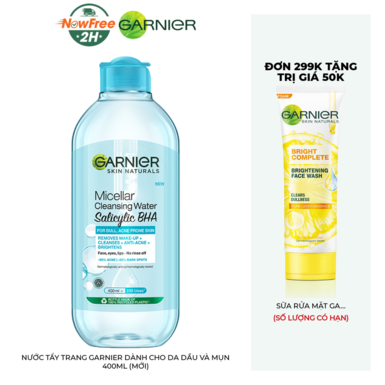 NowFree
2H
GARNIER
GARNIER
SKIN NATURALS
Micellar
Cleansing Water
Salicylic BHA
FOR DULL, ACNE PRONE SKIN
REMOVES MAKE-UP +
CLEANSES + ANTI-ACNE +
BRIGHTENS
Face, eyes, lips - No rinse off
400ml e
NƯỚC TẨY TRANG GARNIER DÀNH CHO DA DẦU VÀ MỤN
400ML (MỚI)
ĐƠN 299K TẶNG
TRỊ GIÁ 50K
GARNIER
SKIN NATURALS
BRIGHT
COMPLETE
BRIGHTENING
FACE WASH
CLEARS
DULLNESS
SỮA RỬA MẶT GA...
(SỐ LƯỢNG CÓ HẠN)